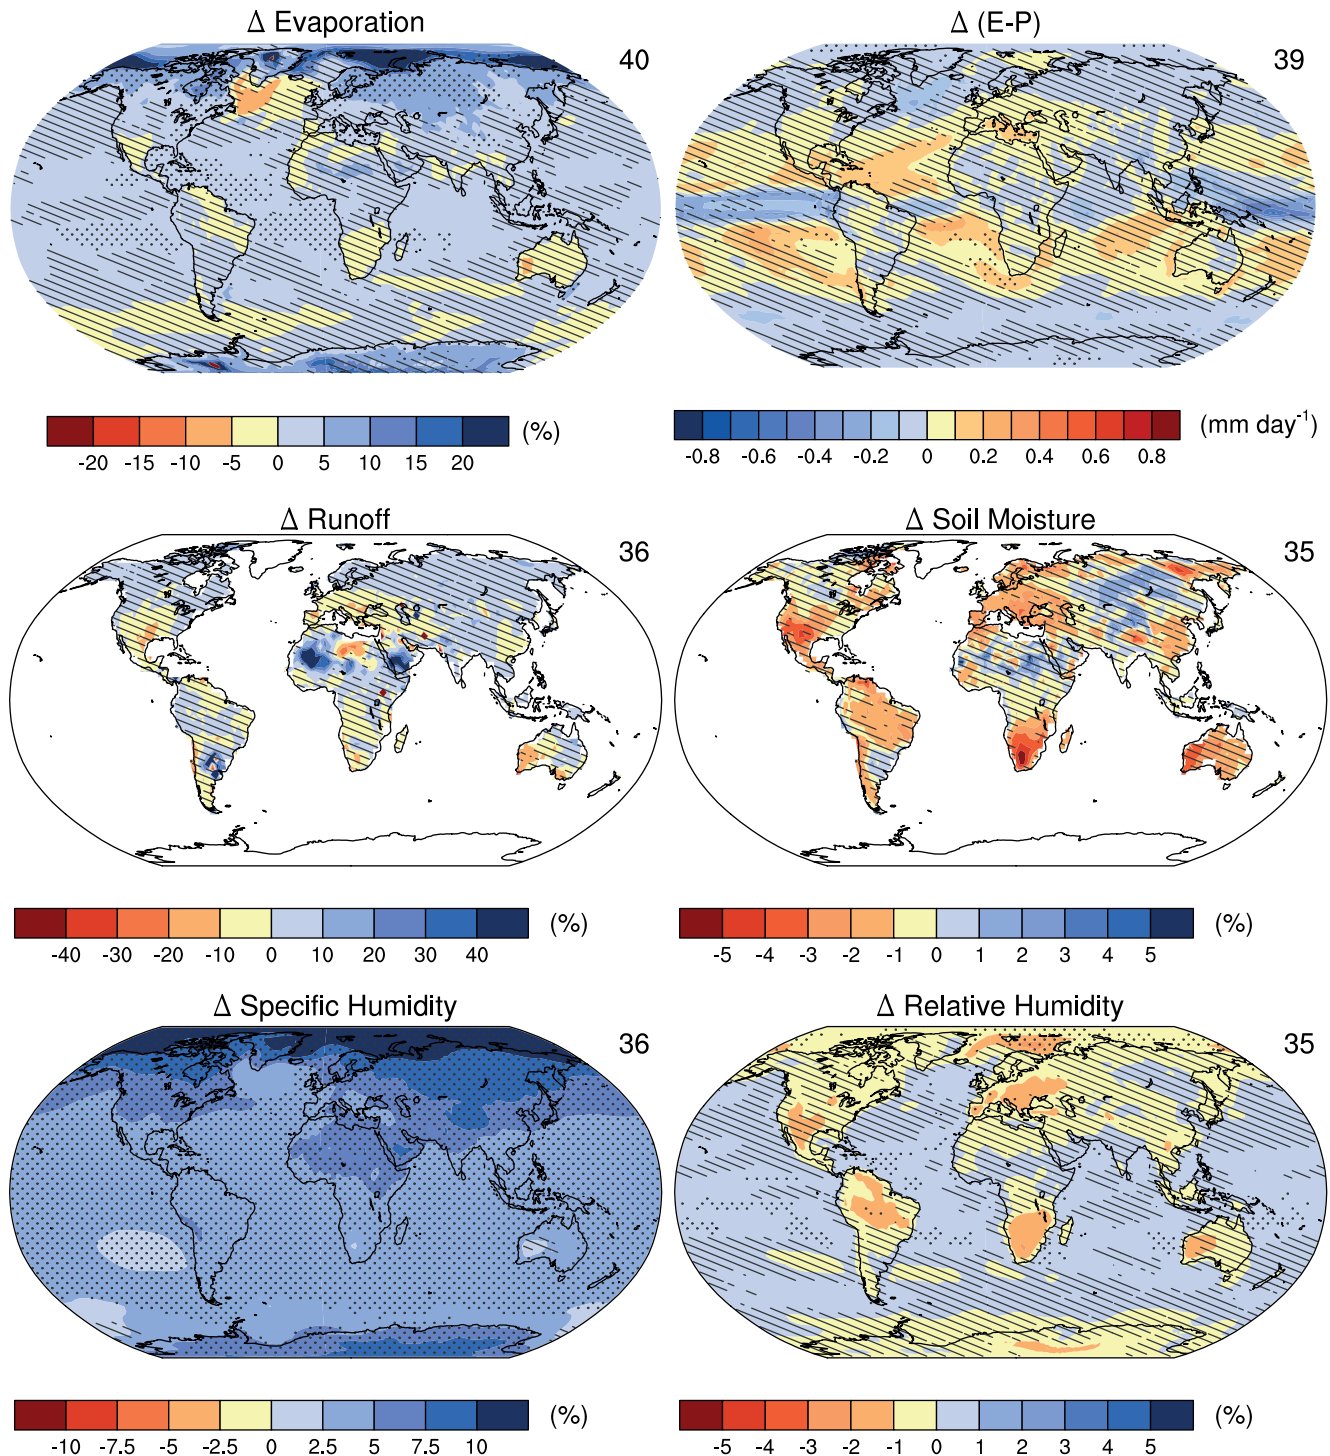 Δ Evaporation
40
-20 -15 -10 -5 0 5 10 15 20 (%)
Δ (E-P)
39
-0.8 -0.6 -0.4 -0.2 0 0.2 0.4 0.6 0.8 (mm day⁻¹)
Δ Runoff
36
-40 -30 -20 -10 0 10 20 30 40 (%)
Δ Soil Moisture
35
-5 -4 -3 -2 -1 0 1 2 3 4 5 (%)
Δ Specific Humidity
36
-10 -7.5 -5 -2.5 0 2.5 5 7.5 10 (%)
Δ Relative Humidity
35
-5 -4 -3 -2 -1 0 1 2 3 4 5 (%)